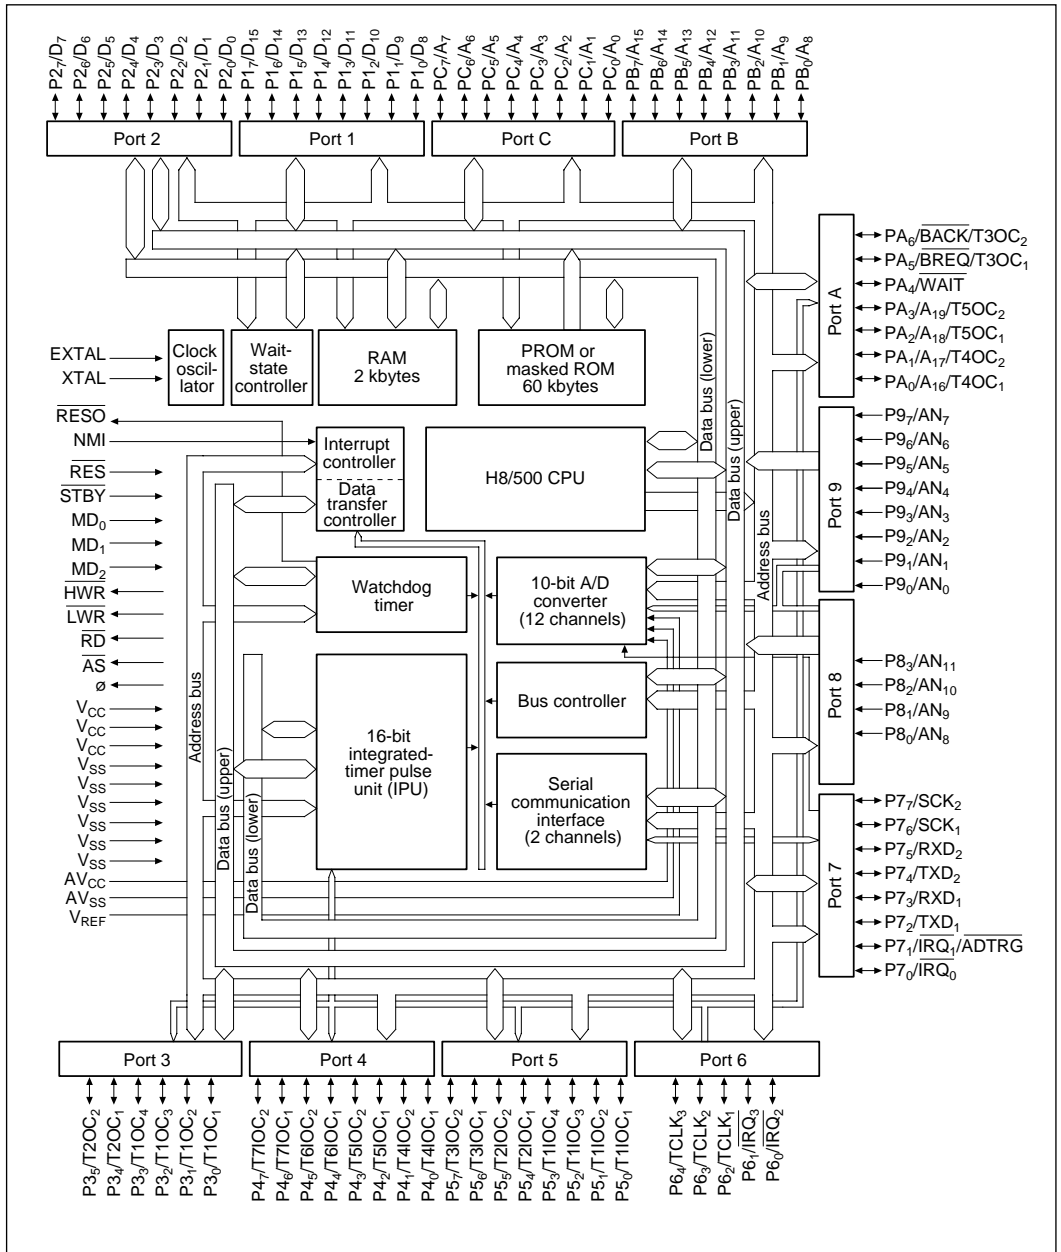 P2₇/D₇
P2₆/D₆
P2₅/D₅
P2₄/D₄
P2₃/D₃
P2₂/D₂
P2₁/D₁
P2₀/D₀
P1₇/D₁₅
P1₆/D₁₄
P1₅/D₁₃
P1₄/D₁₂
P1₃/D₁₁
P1₂/D₁₀
P1₁/D₉
P1₀/D₈
PC₇/A₇
PC₆/A₆
PC₅/A₅
PC₄/A₄
PC₃/A₃
PC₂/A₂
PC₁/A₁
PC₀/A₀
PB₇/A₁₅
PB₆/A₁₄
PB₅/A₁₃
PB₄/A₁₂
PB₃/A₁₁
PB₂/A₁₀
PB₁/A₉
PB₀/A₈
Port 2
Port 1
Port C
Port B
Port A
PA₆/BACK/T3OC₂
PA₅/BREQ/T3OC₁
PA₄/WAIT
PA₃/A₁₉/T5OC₂
PA₂/A₁₈/T5OC₁
PA₁/A₁₇/T4OC₂
PA₀/A₁₆/T4OC₁
EXTAL
XTAL
Clock
oscil-
lator
Wait-
state
controller
RAM
2 kbytes
PROM or
masked ROM
60 kbytes
Data bus (lower)
Data bus (upper)
Address bus
RESO
NMI
RES
STBY
MD₀
MD₁
MD₂
HWR
LWR
RD
AS
ø
V_CC
V_CC
V_CC
V_SS
V_SS
V_SS
V_SS
V_SS
V_SS
AV_CC
AV_SS
V_REF
Interrupt
controller
Data
transfer
controller
H8/500 CPU
Watchdog
timer
10-bit A/D
converter
(12 channels)
Bus controller
16-bit
integrated-
timer pulse
unit (IPU)
Serial
communication
interface
(2 channels)
Address bus
Data bus (upper)
Data bus (lower)
Port 9
P9₇/AN₇
P9₆/AN₆
P9₅/AN₅
P9₄/AN₄
P9₃/AN₃
P9₂/AN₂
P9₁/AN₁
P9₀/AN₀
Port 8
P8₃/AN₁₁
P8₂/AN₁₀
P8₁/AN₉
P8₀/AN₈
Port 7
P7₇/SCK₂
P7₆/SCK₁
P7₅/RXD₂
P7₄/TXD₂
P7₃/RXD₁
P7₂/TXD₁
P7₁/IRQ₁/ADTRG
P7₀/IRQ₀
Port 3
Port 4
Port 5
Port 6
P3₅/T2OC₂
P3₄/T2OC₁
P3₃/T1OC₄
P3₂/T1OC₃
P3₁/T1OC₂
P3₀/T1OC₁
P4₇/T7IOC₂
P4₆/T7IOC₁
P4₅/T6IOC₂
P4₄/T6IOC₁
P4₃/T5IOC₂
P4₂/T5IOC₁
P4₁/T4IOC₂
P4₀/T4IOC₁
P5₇/T3IOC₂
P5₆/T3IOC₁
P5₅/T2IOC₂
P5₄/T2IOC₁
P5₃/T1IOC₄
P5₂/T1IOC₃
P5₁/T1IOC₂
P5₀/T1IOC₁
P6₄/TCLK₃
P6₃/TCLK₂
P6₂/TCLK₁
P6₁/IRQ₃
P6₀/IRQ₂